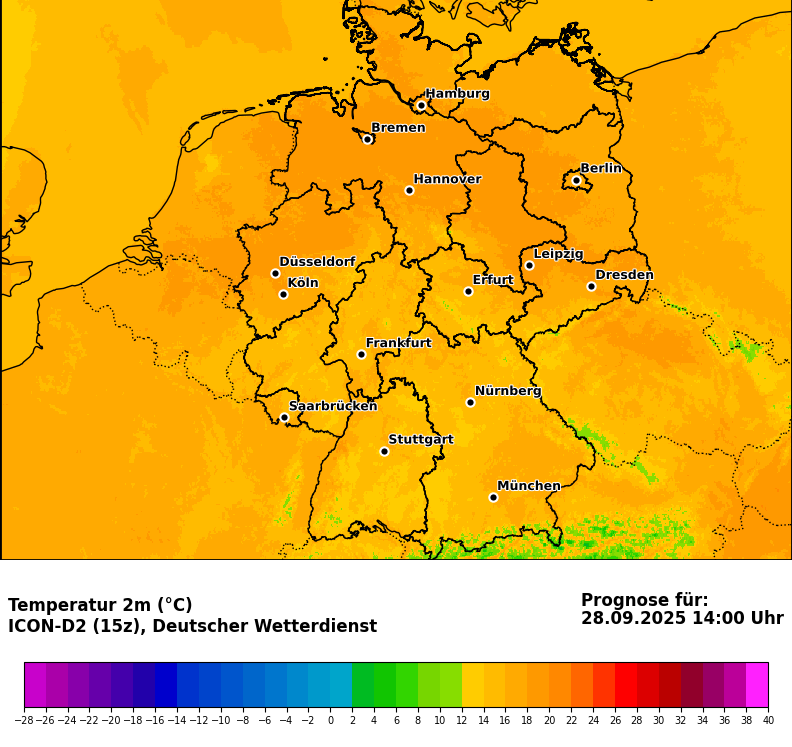 Hamburg
Bremen
Berlin
Hannover
Leipzig
Düsseldorf
Dresden
Köln
Erfurt
Frankfurt
Nürnberg
Saarbrücken
Stuttgart
München
Temperatur 2m (°C)
ICON-D2 (15z), Deutscher Wetterdienst
Prognose für:
28.09.2025 14:00 Uhr
−28 −26 −24 −22 −20 −18 −16 −14 −12 −10 −8 −6 −4 −2 0 2 4 6 8 10 12 14 16 18 20 22 24 26 28 30 32 34 36 38 40